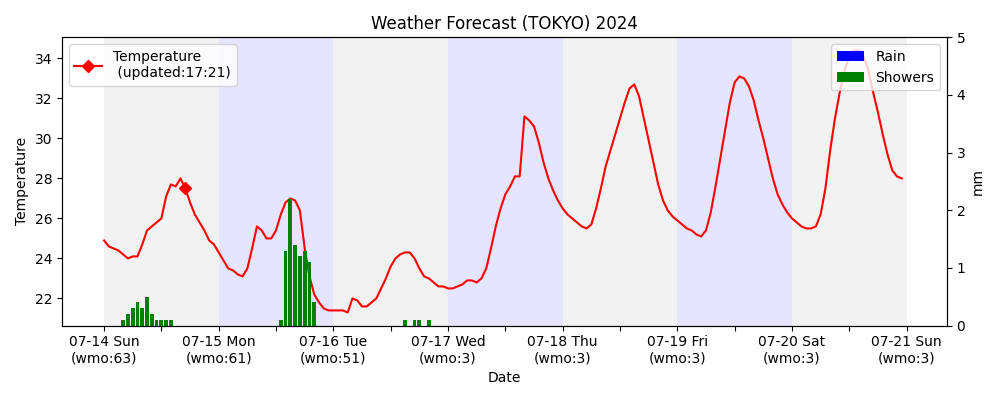 Weather Forecast (TOKYO) 2024
Temperature
(updated:17:21)
Rain
Showers
34
32
30
28
26
24
22
Temperature
5
4
3
2
1
0
mm
07-14 Sun 07-15 Mon 07-16 Tue 07-17 Wed 07-18 Thu 07-19 Fri 07-20 Sat 07-21 Sun
(wmo:63) (wmo:61) (wmo:51) (wmo:3) (wmo:3) (wmo:3) (wmo:3) (wmo:3)
Date